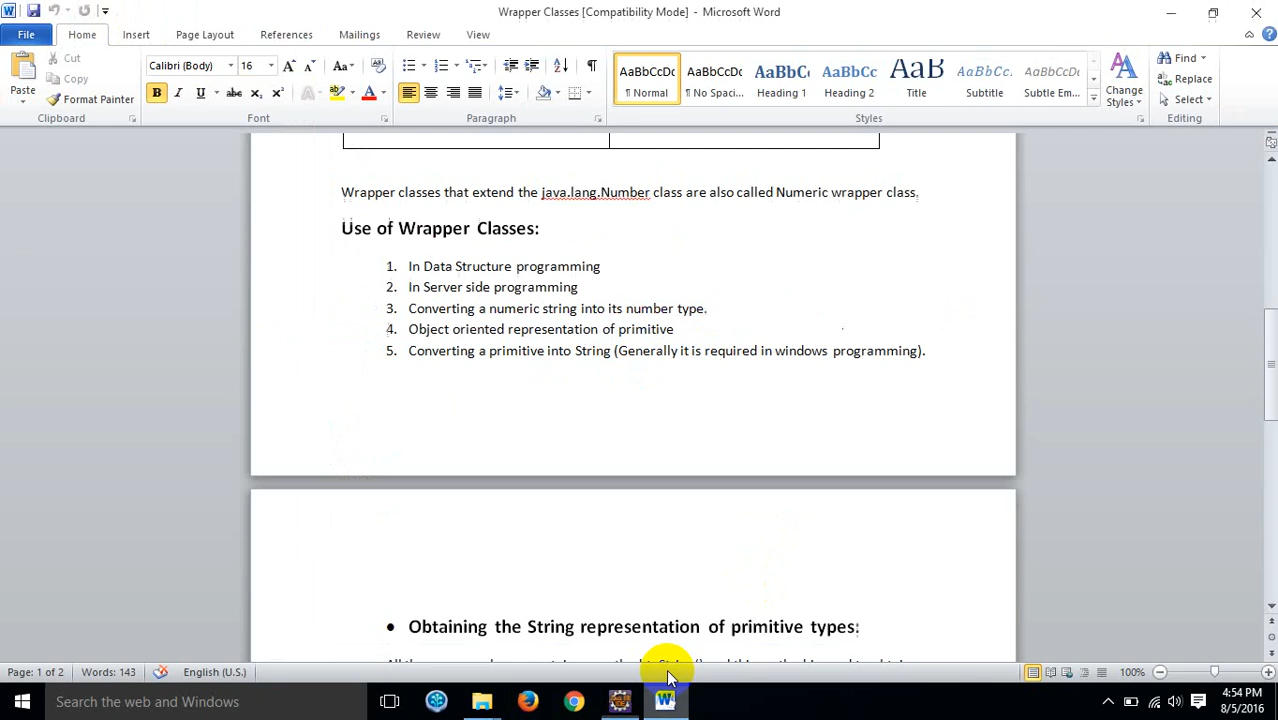 Wrapper Classes [Compatibility Mode] - Microsoft Word
File Home Insert Page Layout References Mailings Review View
Paste
Cut
Copy
Format Painter
Clipboard
Calibri (Body) 16
Font
Paragraph
AaBbCcDc AaBbCcDc AaBbCc AaBbCc AaB AaBbCcL AaBbCcDc
¶ Normal ¶ No Spaci... Heading 1 Heading 2 Title Subtitle Subtle Em...
Change Styles
Styles
Find
Replace
Select
Editing
Wrapper classes that extend the java.lang.Number class are also called Numeric wrapper class.
Use of Wrapper Classes:
1. In Data Structure programming
2. In Server side programming
3. Converting a numeric string into its number type.
4. Object oriented representation of primitive
5. Converting a primitive into String (Generally it is required in windows programming).
• Obtaining the String representation of primitive types:
Page: 1 of 2 Words: 143 English (U.S.) 100%
Search the web and Windows
4:54 PM
8/5/2016